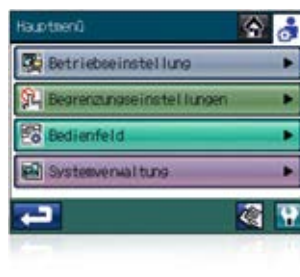 Hauptmenü
Betriebseinstellung
Begrenzungseinstellungen
Bedienfeld
Systemverwaltung